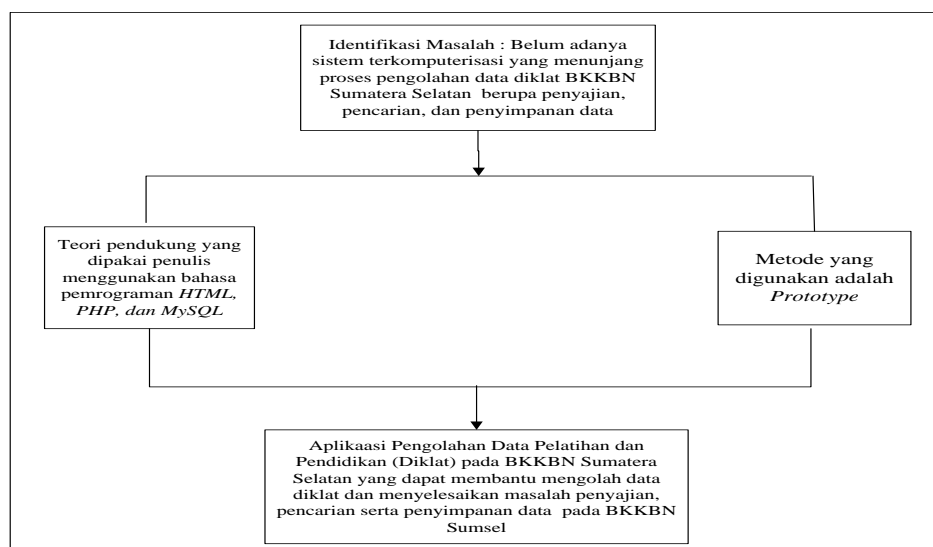 Identifikasi Masalah : Belum adanya
sistem terkomputerisasi yang menunjang
proses pengolahan data diklat BKKBN
Sumatera Selatan berupa penyajian,
pencarian, dan penyimpanan data
Teori pendukung yang
dipakai penulis
menggunakan bahasa
pemrograman HTML,
PHP, dan MySQL
Metode yang
digunakan adalah
Prototype
Aplikaasi Pengolahan Data Pelatihan dan
Pendidikan (Diklat) pada BKKBN Sumatera
Selatan yang dapat membantu mengolah data
diklat dan menyelesaikan masalah penyajian,
pencarian serta penyimpanan data pada BKKBN
Sumsel